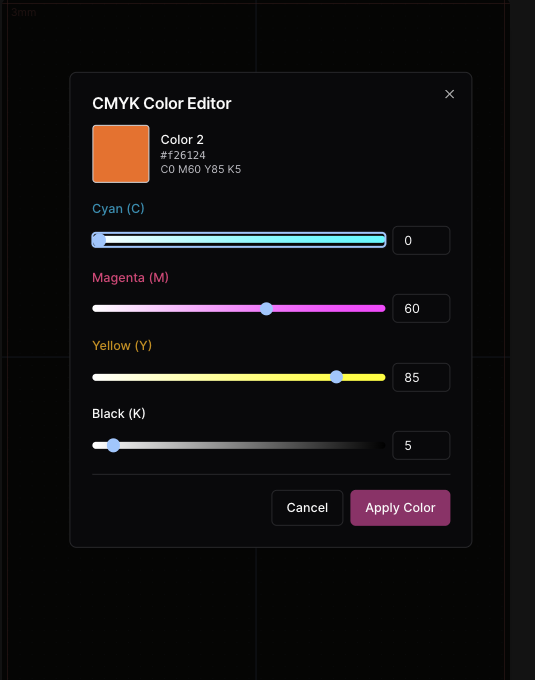 3mm
CMYK Color Editor
Color 2
#f26124
C0 M60 Y85 K5
Cyan (C)
0
Magenta (M)
60
Yellow (Y)
85
Black (K)
5
Cancel
Apply Color